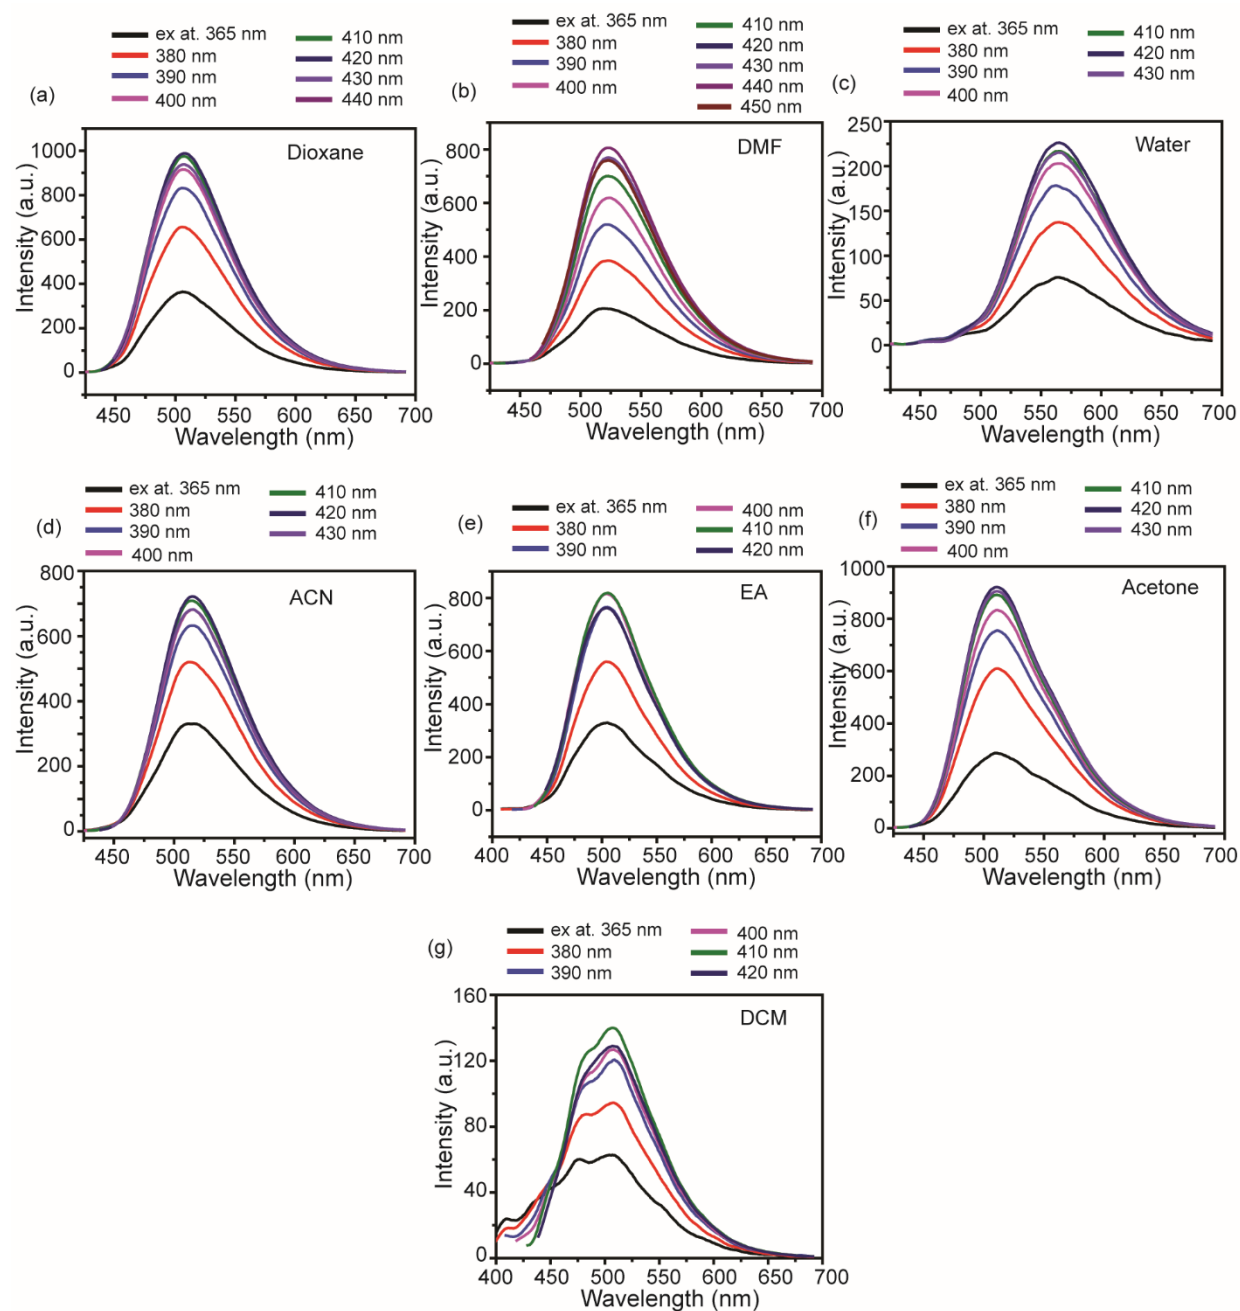 (a)
ex at. 365 nm
380 nm
390 nm
400 nm
410 nm
420 nm
430 nm
440 nm
Dioxane
Intensity (a.u.)
1000
800
600
400
200
0
450 500 550 600 650 700
Wavelength (nm)
(b)
ex at. 365 nm
380 nm
390 nm
400 nm
410 nm
420 nm
430 nm
440 nm
450 nm
DMF
Intensity (a.u.)
800
600
400
200
0
450 500 550 600 650 700
Wavelength (nm)
(c)
ex at. 365 nm
380 nm
390 nm
400 nm
410 nm
420 nm
430 nm
Water
Intensity (a.u.)
250
225
175
125
75
50
25
0
450 500 550 600 650 700
Wavelength (nm)
(d)
ex at. 365 nm
380 nm
390 nm
400 nm
410 nm
420 nm
430 nm
ACN
Intensity (a.u.)
800
600
400
200
0
450 500 550 600 650 700
Wavelength (nm)
(e)
ex at. 365 nm
380 nm
390 nm
400 nm
410 nm
420 nm
EA
Intensity (a.u.)
800
600
400
200
0
400 450 500 550 600 650 700
Wavelength (nm)
(f)
ex at. 365 nm
380 nm
390 nm
400 nm
410 nm
420 nm
430 nm
Acetone
Intensity (a.u.)
1000
800
600
400
200
0
450 500 550 600 650 700
Wavelength (nm)
(g)
ex at. 365 nm
380 nm
390 nm
400 nm
410 nm
420 nm
DCM
Intensity (a.u.)
160
120
80
40
0
400 450 500 550 600 650 700
Wavelength (nm)